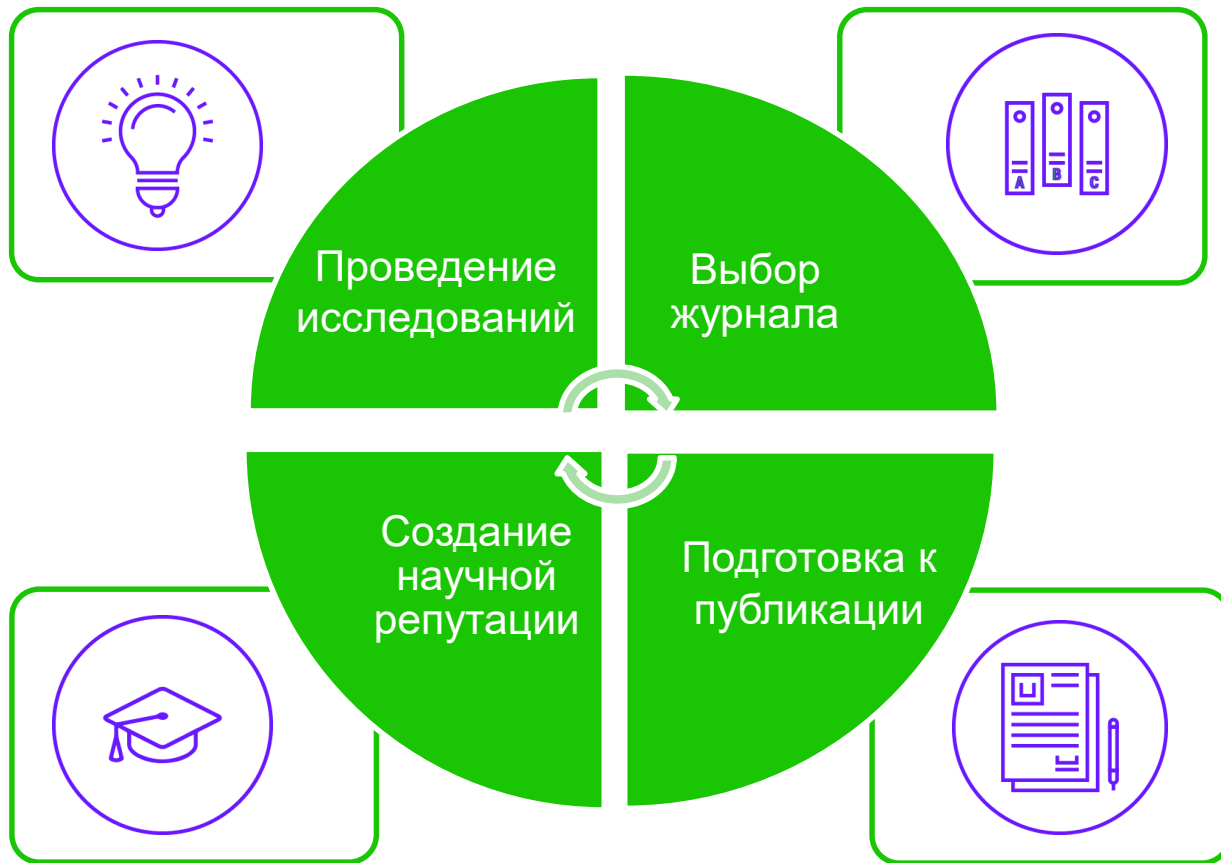 A
B
C
Проведение
исследований
Выбор
журнала
Создание
научной
репутации
Подготовка к
публикации